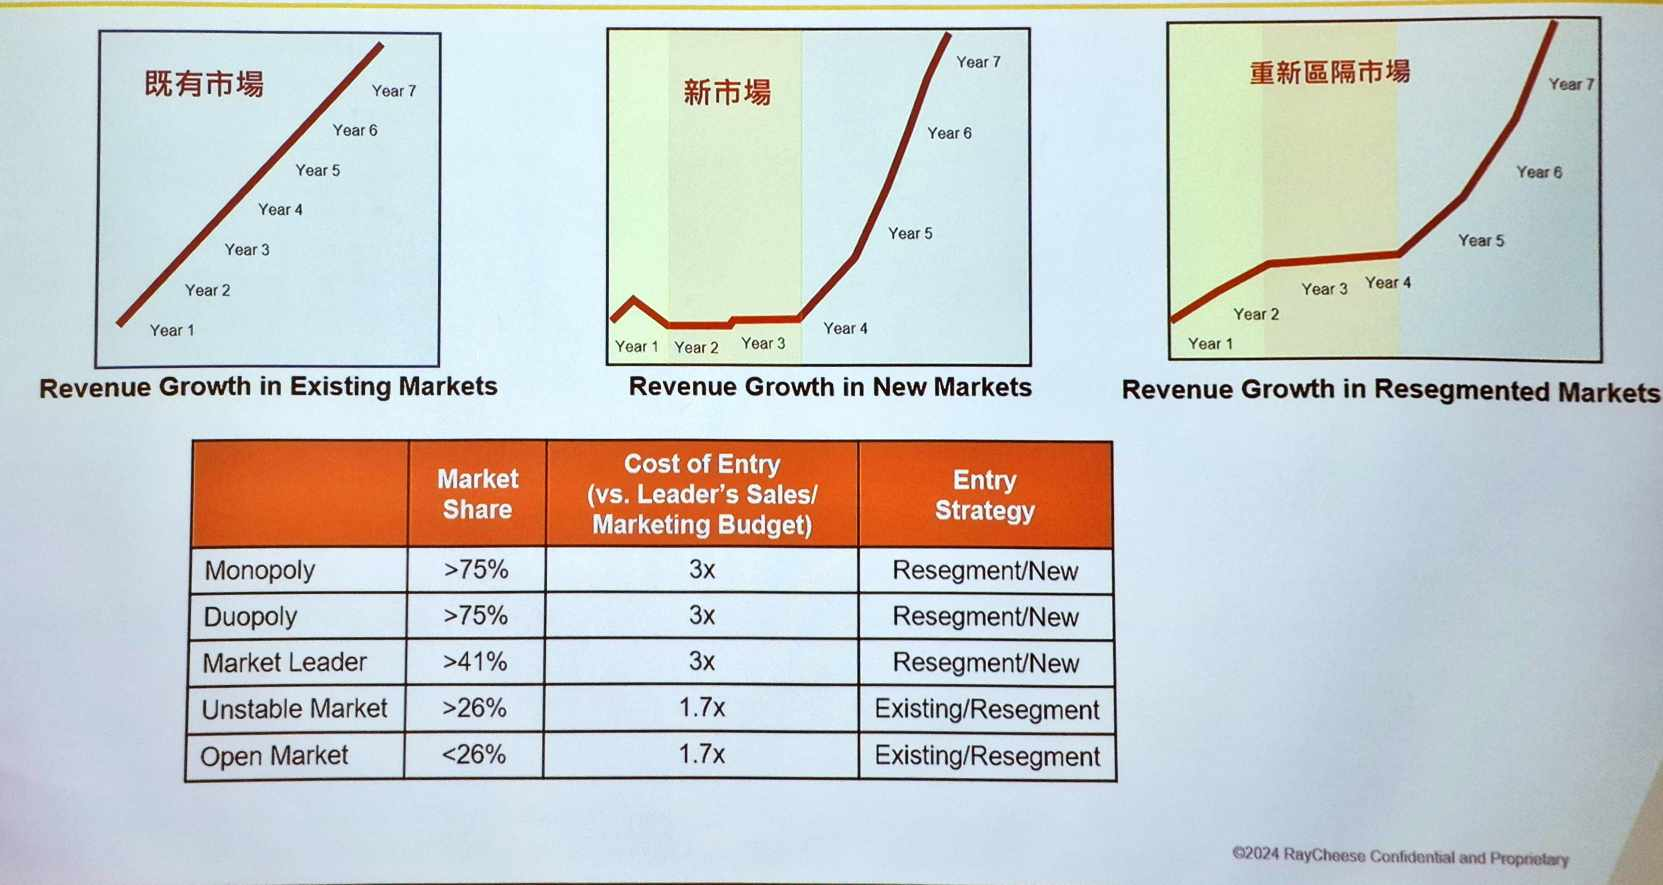 既有市場
Year 7
Year 6
Year 5
Year 4
Year 3
Year 2
Year 1
Revenue Growth in Existing Markets
新市場
Year 7
Year 6
Year 5
Year 4
Year 1 Year 2 Year 3
Revenue Growth in New Markets
重新區隔市場
Year 7
Year 6
Year 5
Year 3 Year 4
Year 2
Year 1
Revenue Growth in Resegmented Markets
Market Share
Cost of Entry
(vs. Leader's Sales/
Marketing Budget)
Entry
Strategy
Monopoly >75% 3x Resegment/New
Duopoly >75% 3x Resegment/New
Market Leader >41% 3x Resegment/New
Unstable Market >26% 1.7x Existing/Resegment
Open Market <26% 1.7x Existing/Resegment
©2024 RayCheese Confidential and Proprietary